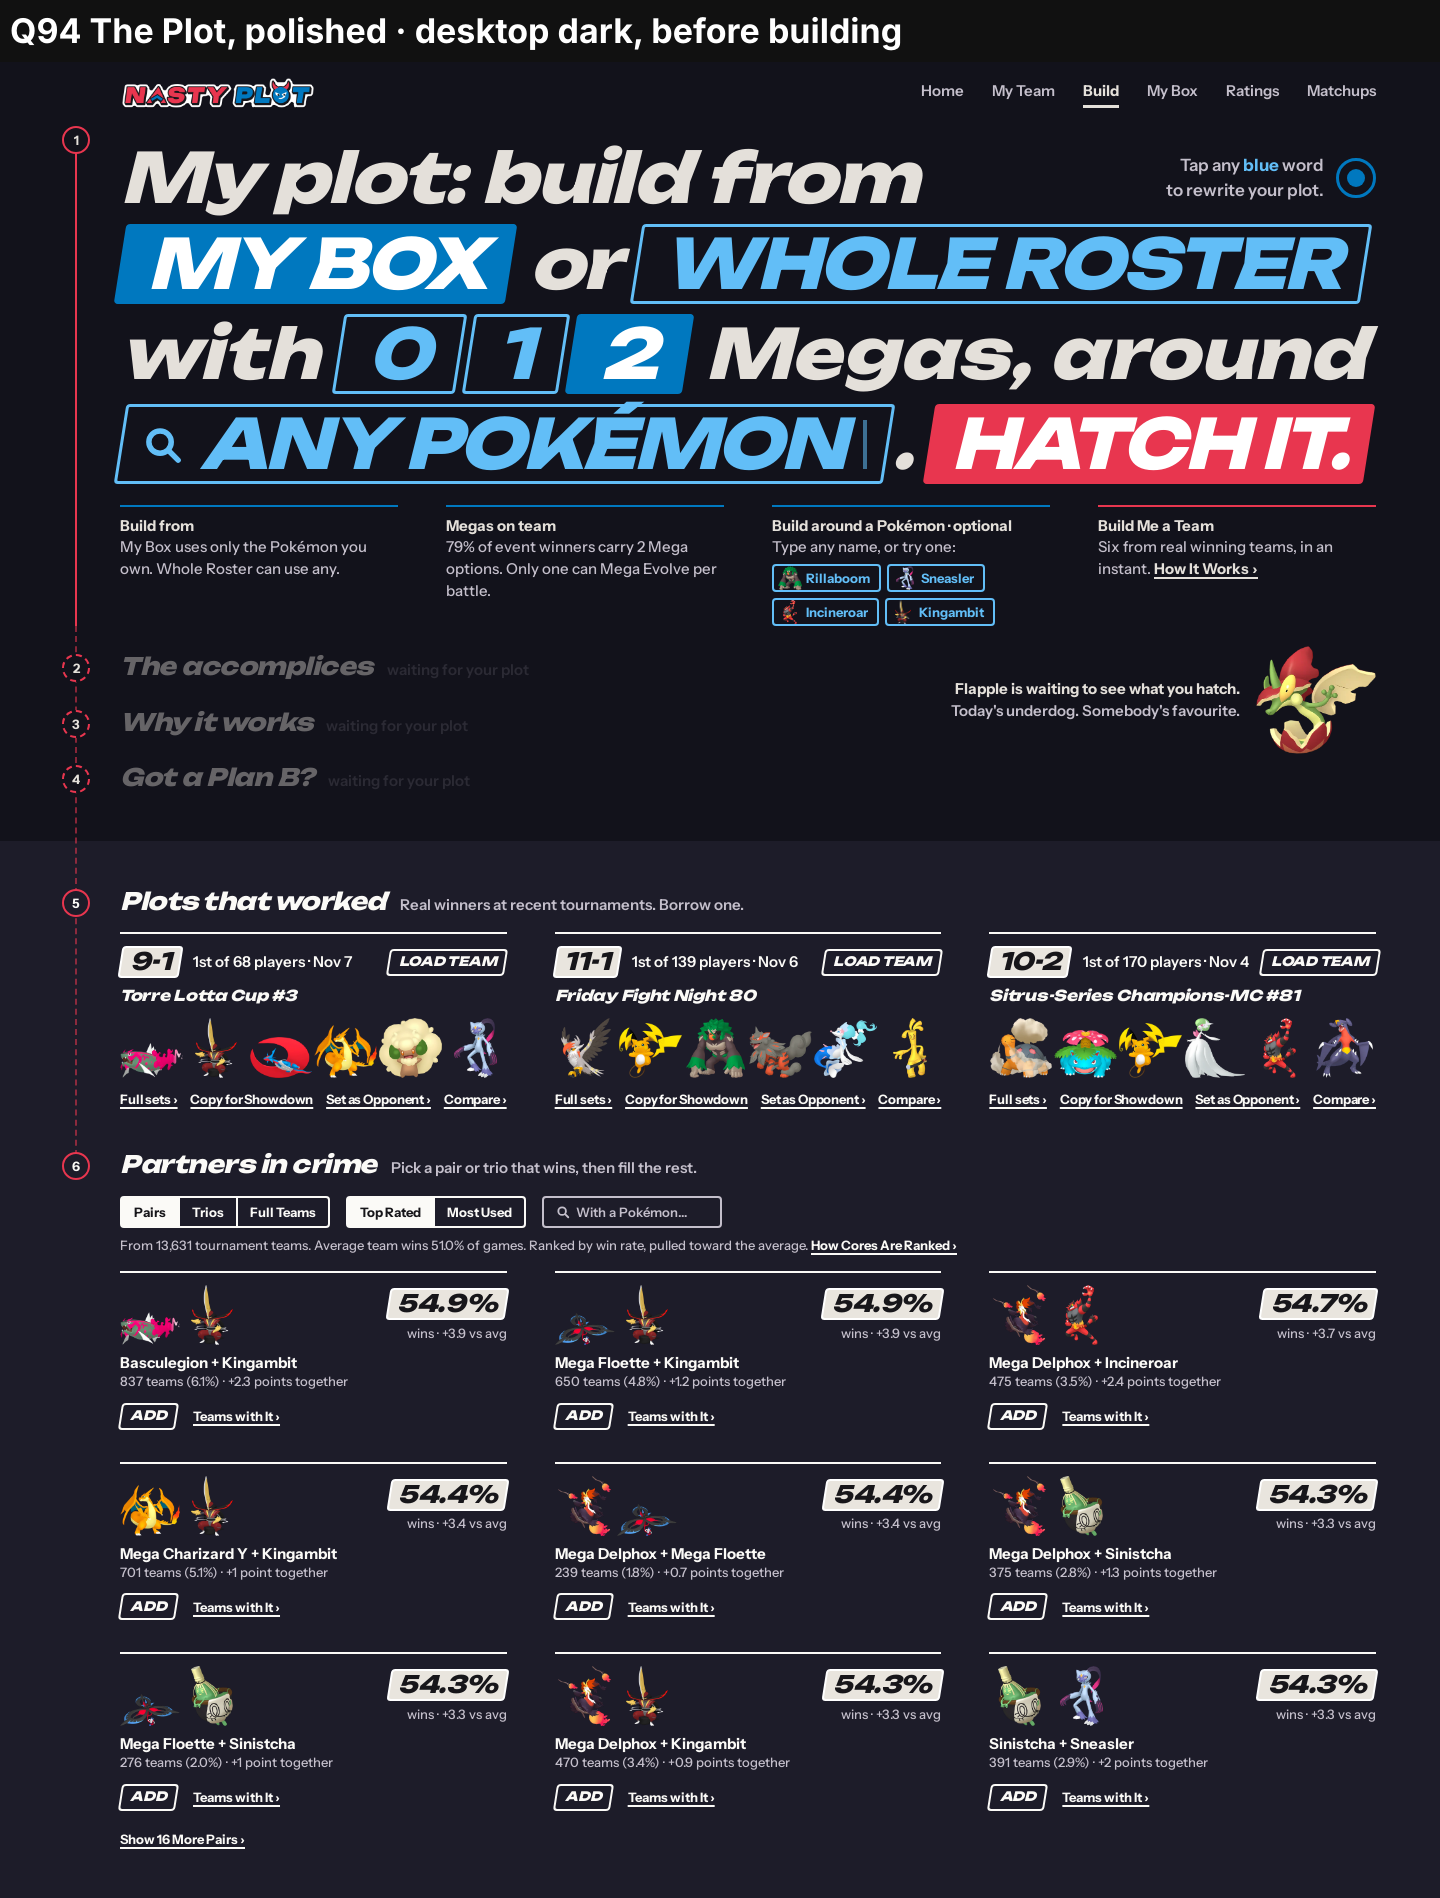 Q94 The Plot, polished · desktop dark, before building
NASTY PLOT
Home My Team Build My Box Ratings Matchups
1
My plot: build from
Tap any blue word
to rewrite your plot.
MY BOX or WHOLE ROSTER
with 0 1 2 Megas, around
ANY POKÉMON . HATCH IT.
Build from
My Box uses only the Pokémon you
own. Whole Roster can use any.
Megas on team
79% of event winners carry 2 Mega
options. Only one can Mega Evolve per
battle.
Build around a Pokémon · optional
Type any name, or try one:
Rillaboom Sneasler
Incineroar Kingambit
Build Me a Team
Six from real winning teams, in an
instant. How It Works ›
2 The accomplices waiting for your plot
3 Why it works waiting for your plot
4 Got a Plan B? waiting for your plot
Flapple is waiting to see what you hatch.
Today's underdog. Somebody's favourite.
5 Plots that worked Real winners at recent tournaments. Borrow one.
9-1 1st of 68 players · Nov 7 LOAD TEAM
Torre Lotta Cup #3
Full sets › Copy for Showdown Set as Opponent › Compare ›
11-1 1st of 139 players · Nov 6 LOAD TEAM
Friday Fight Night 80
Full sets › Copy for Showdown Set as Opponent › Compare ›
10-2 1st of 170 players · Nov 4 LOAD TEAM
Sitrus-Series Champions-MC #81
Full sets › Copy for Showdown Set as Opponent › Compare ›
6 Partners in crime Pick a pair or trio that wins, then fill the rest.
Pairs Trios Full Teams Top Rated Most Used With a Pokémon...
From 13,631 tournament teams. Average team wins 51.0% of games. Ranked by win rate, pulled toward the average. How Cores Are Ranked ›
54.9%
wins · +3.9 vs avg
Basculegion + Kingambit
837 teams (6.1%) · +2.3 points together
ADD Teams with It ›
54.9%
wins · +3.9 vs avg
Mega Floette + Kingambit
650 teams (4.8%) · +1.2 points together
ADD Teams with It ›
54.7%
wins · +3.7 vs avg
Mega Delphox + Incineroar
475 teams (3.5%) · +2.4 points together
ADD Teams with It ›
54.4%
wins · +3.4 vs avg
Mega Charizard Y + Kingambit
701 teams (5.1%) · +1 point together
ADD Teams with It ›
54.4%
wins · +3.4 vs avg
Mega Delphox + Mega Floette
239 teams (1.8%) · +0.7 points together
ADD Teams with It ›
54.3%
wins · +3.3 vs avg
Mega Delphox + Sinistcha
375 teams (2.8%) · +1.3 points together
ADD Teams with It ›
54.3%
wins · +3.3 vs avg
Mega Floette + Sinistcha
276 teams (2.0%) · +1 point together
ADD Teams with It ›
54.3%
wins · +3.3 vs avg
Mega Delphox + Kingambit
470 teams (3.4%) · +0.9 points together
ADD Teams with It ›
54.3%
wins · +3.3 vs avg
Sinistcha + Sneasler
391 teams (2.9%) · +2 points together
ADD Teams with It ›
Show 16 More Pairs ›